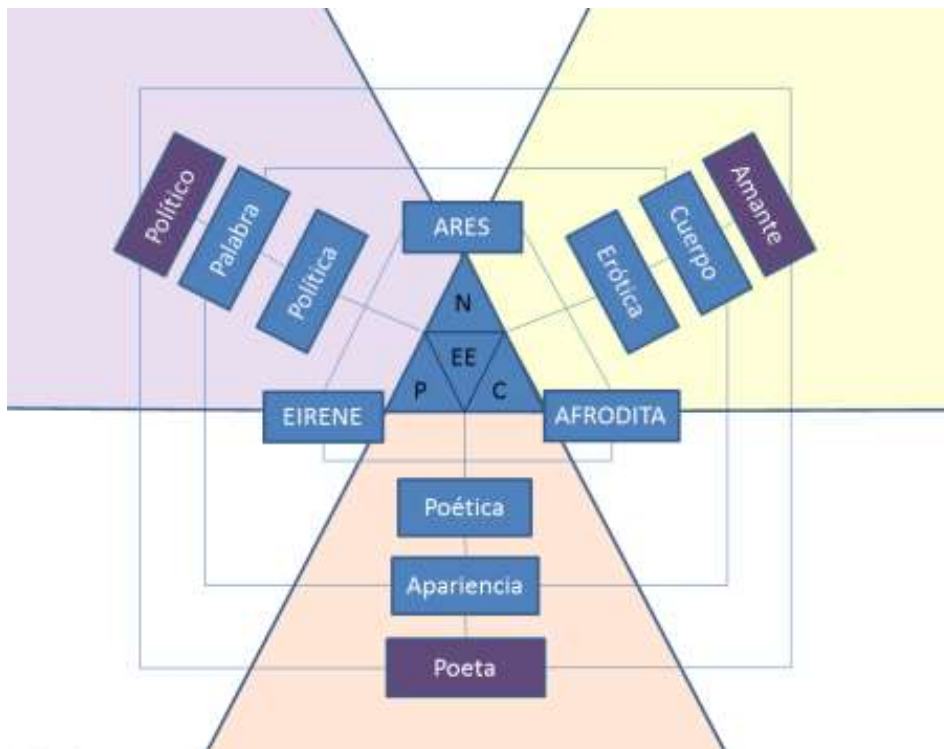 Político
Palabra
Política
ARES
Erótica
Cuerpo
Amante
N
EE
P
C
EIRENE
AFRODITA
Poética
Apariencia
Poeta